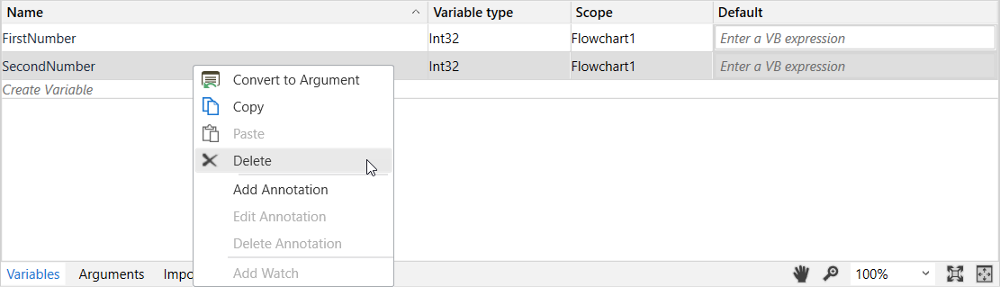 Name Variable type Scope Default
FirstNumber Int32 Flowchart1 Enter a VB expression
SecondNumber Int32 Flowchart1 Enter a VB expression
Create Variable
Convert to Argument
Copy
Paste
Delete
Add Annotation
Edit Annotation
Delete Annotation
Add Watch
Variables Arguments Impo 100%